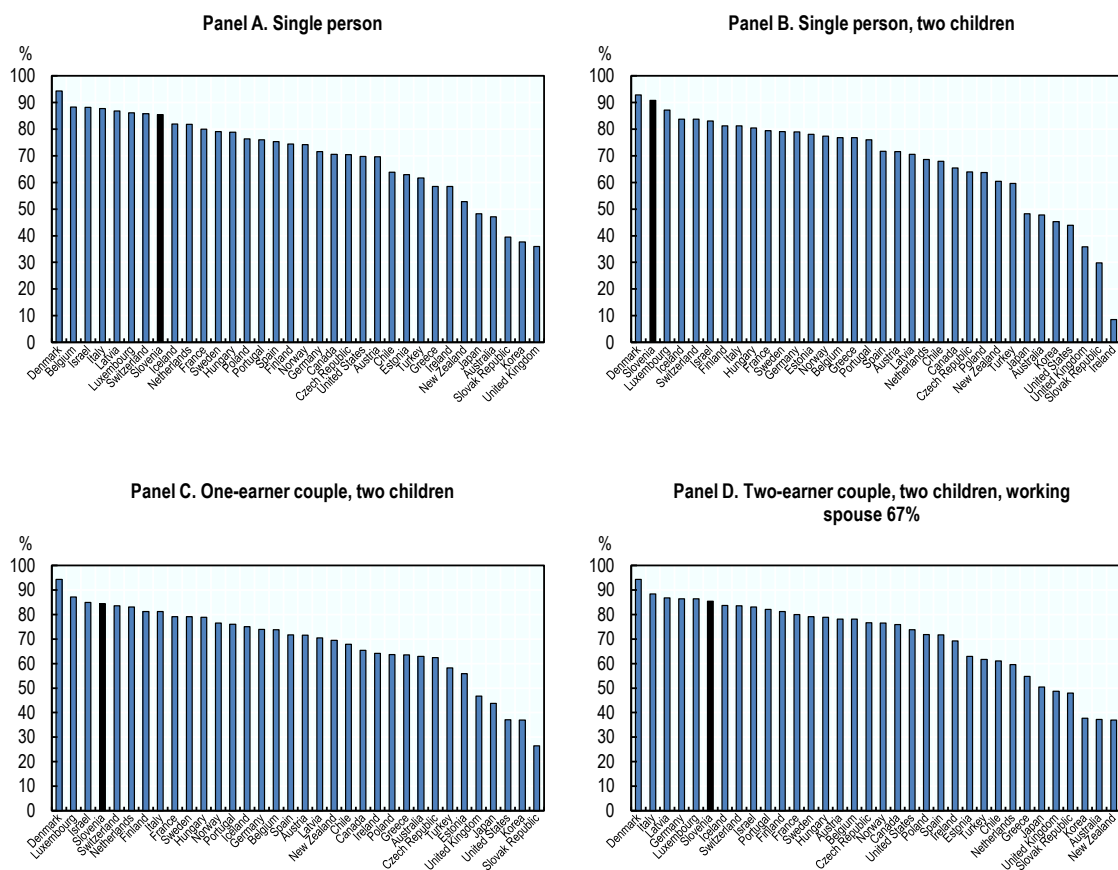 Panel A. Single person
%
100
90
80
70
60
50
40
30
20
10
0
Denmark
Belgium
Israel
Italy
Latvia
Luxembourg
Switzerland
Slovenia
Iceland
Netherlands
France
Sweden
Hungary
Poland
Portugal
Spain
Finland
Norway
Germany
Canada
Czech Republic
United States
Austria
Chile
Estonia
Turkey
Greece
Ireland
New Zealand
Japan
Australia
Slovak Republic
Korea
United Kingdom
Panel B. Single person, two children
%
100
90
80
70
60
50
40
30
20
10
0
Denmark
Slovenia
Luxembourg
Iceland
Switzerland
Israel
Finland
Italy
Hungary
France
Sweden
Germany
Estonia
Norway
Belgium
Greece
Portugal
Spain
Austria
Latvia
Netherlands
Chile
Canada
Czech Republic
Poland
New Zealand
Turkey
Japan
Australia
Korea
United States
United Kingdom
Slovak Republic
Ireland
Panel C. One-earner couple, two children
%
100
90
80
70
60
50
40
30
20
10
0
Denmark
Luxembourg
Israel
Slovenia
Switzerland
Netherlands
Finland
Italy
France
Sweden
Hungary
Norway
Portugal
Iceland
Germany
Belgium
Spain
Austria
Latvia
New Zealand
Chile
Canada
Ireland
Poland
Greece
Australia
Czech Republic
Turkey
Estonia
United Kingdom
Japan
United States
Korea
Slovak Republic
Panel D. Two-earner couple, two children, working
spouse 67%
%
100
90
80
70
60
50
40
30
20
10
0
Denmark
Italy
Latvia
Germany
Luxembourg
Slovenia
Iceland
Switzerland
Israel
Portugal
Finland
France
Sweden
Hungary
Austria
Belgium
Czech Republic
Norway
Canada
United States
Poland
Spain
Ireland
Estonia
Turkey
Chile
Netherlands
Greece
Japan
United Kingdom
Slovak Republic
Korea
Australia
New Zealand